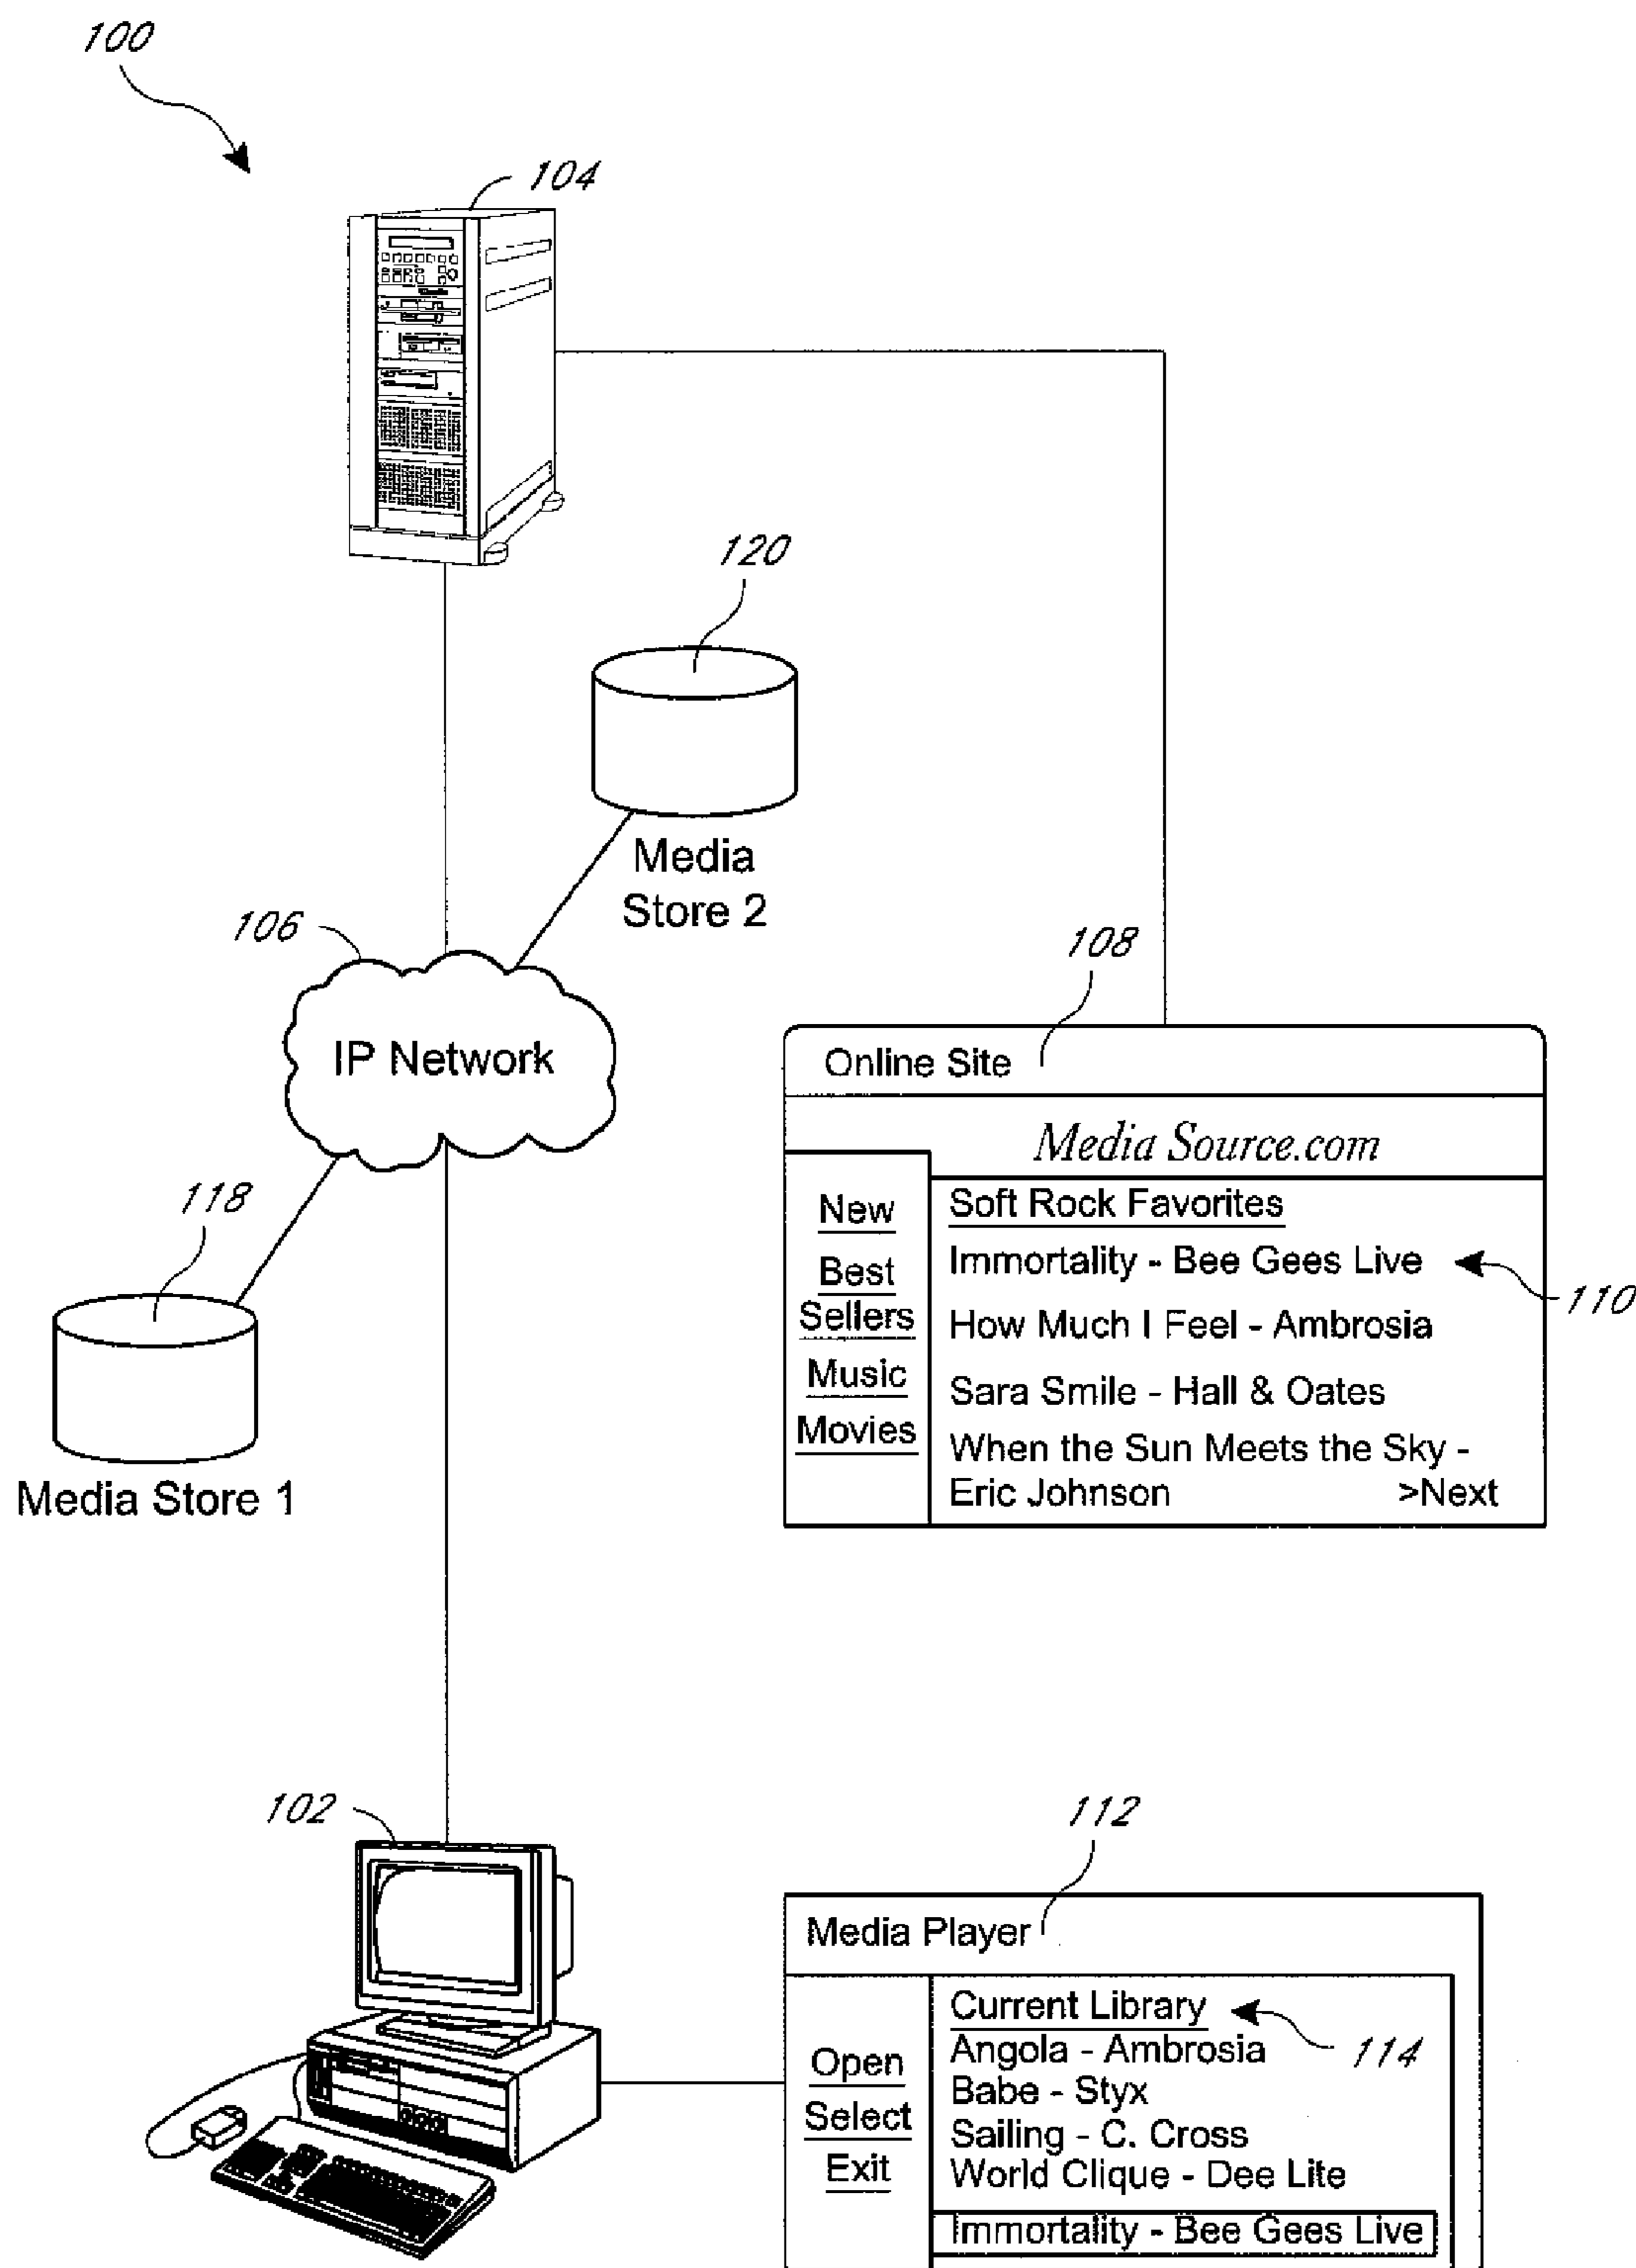 100
104
120
Media
Store 2
106
IP Network
108
Online Site
Media Source.com
New
Best
Sellers
Music
Movies
Soft Rock Favorites
Immortality - Bee Gees Live
110
How Much I Feel - Ambrosia
Sara Smile - Hall & Oates
When the Sun Meets the Sky -
Eric Johnson >Next
118
Media Store 1
102
112
Media Player
Open
Select
Exit
Current Library
114
Angola - Ambrosia
Babe - Styx
Sailing - C. Cross
World Clique - Dee Lite
Immortality - Bee Gees Live